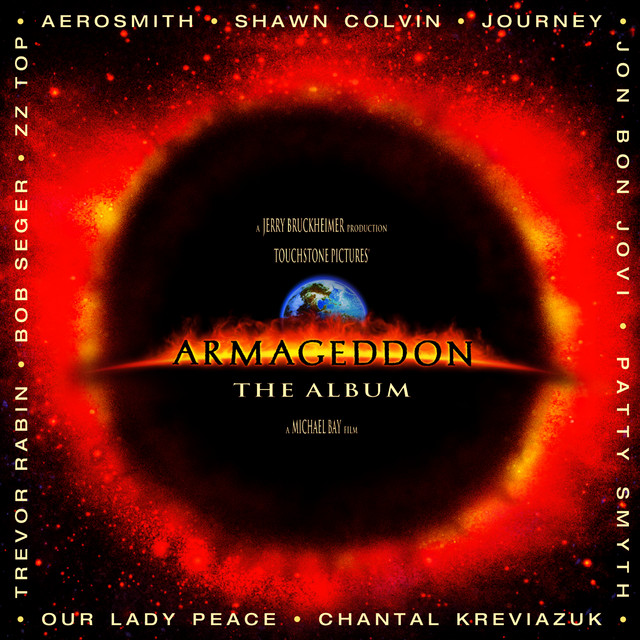 • AEROSMITH • SHAWN COLVIN • JOURNEY •
JON BON JOVI • PATTY SMYTH •
OUR LADY PEACE • CHANTAL KREVIAZUK •
TREVOR RABIN • BOB SEGER • ZZ TOP
A JERRY BRUCKHEIMER PRODUCTION
TOUCHSTONE PICTURES®
ARMAGEDDON
THE ALBUM
A MICHAEL BAY FILM